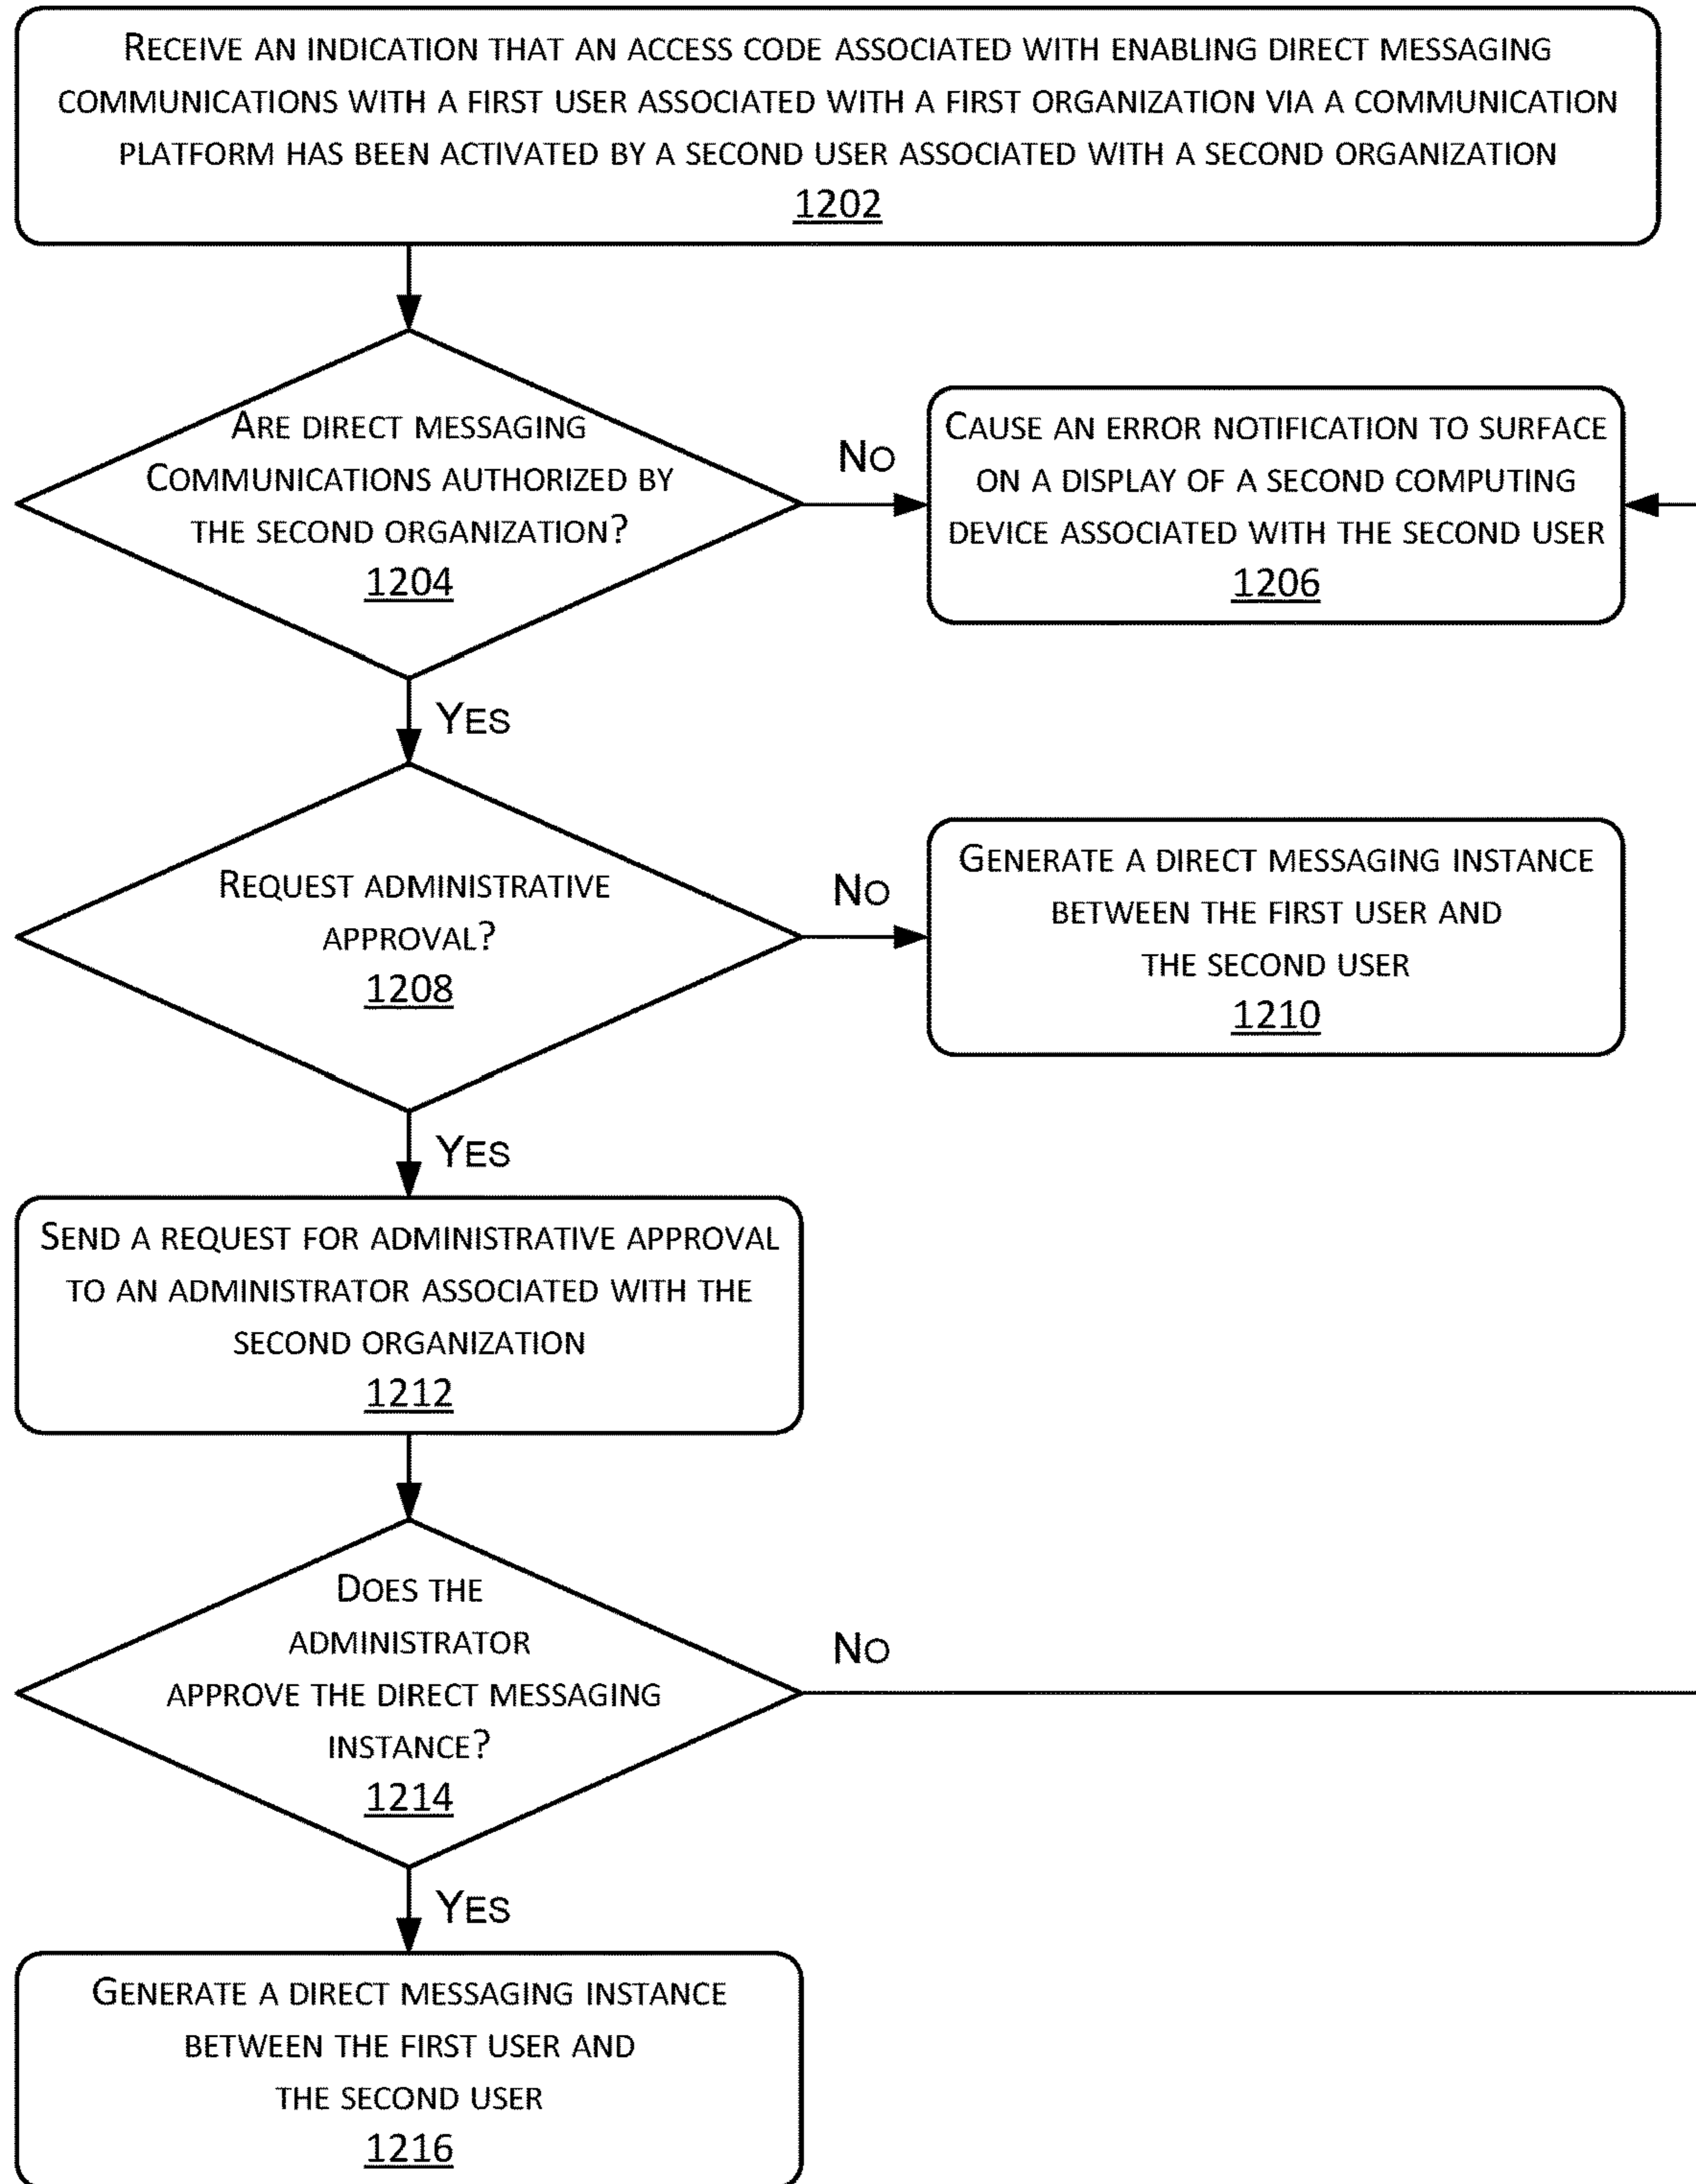 RECEIVE AN INDICATION THAT AN ACCESS CODE ASSOCIATED WITH ENABLING DIRECT MESSAGING
COMMUNICATIONS WITH A FIRST USER ASSOCIATED WITH A FIRST ORGANIZATION VIA A COMMUNICATION
PLATFORM HAS BEEN ACTIVATED BY A SECOND USER ASSOCIATED WITH A SECOND ORGANIZATION
1202
ARE DIRECT MESSAGING
COMMUNICATIONS AUTHORIZED BY
THE SECOND ORGANIZATION?
1204
NO
CAUSE AN ERROR NOTIFICATION TO SURFACE
ON A DISPLAY OF A SECOND COMPUTING
DEVICE ASSOCIATED WITH THE SECOND USER
1206
YES
REQUEST ADMINISTRATIVE
APPROVAL?
1208
NO
GENERATE A DIRECT MESSAGING INSTANCE
BETWEEN THE FIRST USER AND
THE SECOND USER
1210
YES
SEND A REQUEST FOR ADMINISTRATIVE APPROVAL
TO AN ADMINISTRATOR ASSOCIATED WITH THE
SECOND ORGANIZATION
1212
DOES THE
ADMINISTRATOR
APPROVE THE DIRECT MESSAGING
INSTANCE?
1214
NO
YES
GENERATE A DIRECT MESSAGING INSTANCE
BETWEEN THE FIRST USER AND
THE SECOND USER
1216